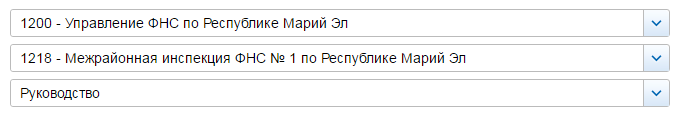 1200 - Управление ФНС по Республике Марий Эл
1218 - Межрайонная инспекция ФНС № 1 по Республике Марий Эл
Руководство